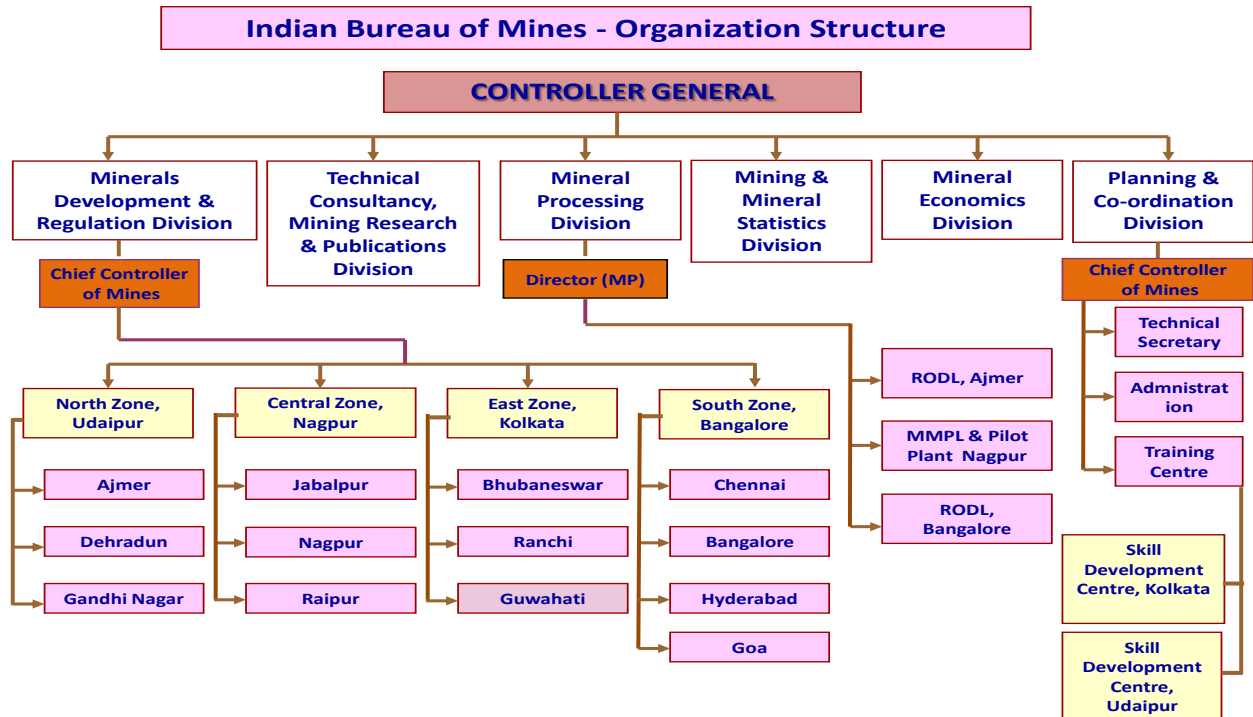 Indian Bureau of Mines - Organization Structure
CONTROLLER GENERAL
Minerals
Development &
Regulation Division
Technical
Consultancy,
Mining Research
& Publications
Division
Mineral
Processing
Division
Mining &
Mineral
Statistics
Division
Mineral
Economics
Division
Planning &
Co-ordination
Division
Chief Controller
of Mines
Director (MP)
Chief Controller
of Mines
Technical
Secretary
Admnistrat
ion
Training
Centre
RODL, Ajmer
MMPL & Pilot
Plant Nagpur
RODL,
Bangalore
North Zone,
Udaipur
Ajmer
Dehradun
Gandhi Nagar
Central Zone,
Nagpur
Jabalpur
Nagpur
Raipur
East Zone,
Kolkata
Bhubaneswar
Ranchi
Guwahati
South Zone,
Bangalore
Chennai
Bangalore
Hyderabad
Goa
Skill
Development
Centre, Kolkata
Skill
Development
Centre,
Udaipur